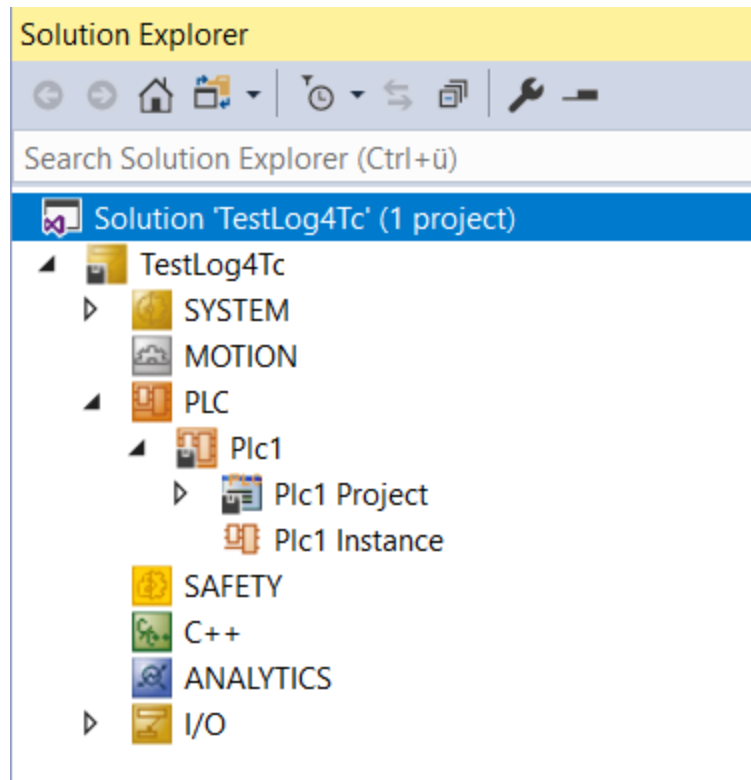 Solution Explorer
Search Solution Explorer (Ctrl+ü)
Solution 'TestLog4Tc' (1 project)
TestLog4Tc
SYSTEM
MOTION
PLC
Plc1
Plc1 Project
Plc1 Instance
SAFETY
C++
ANALYTICS
I/O